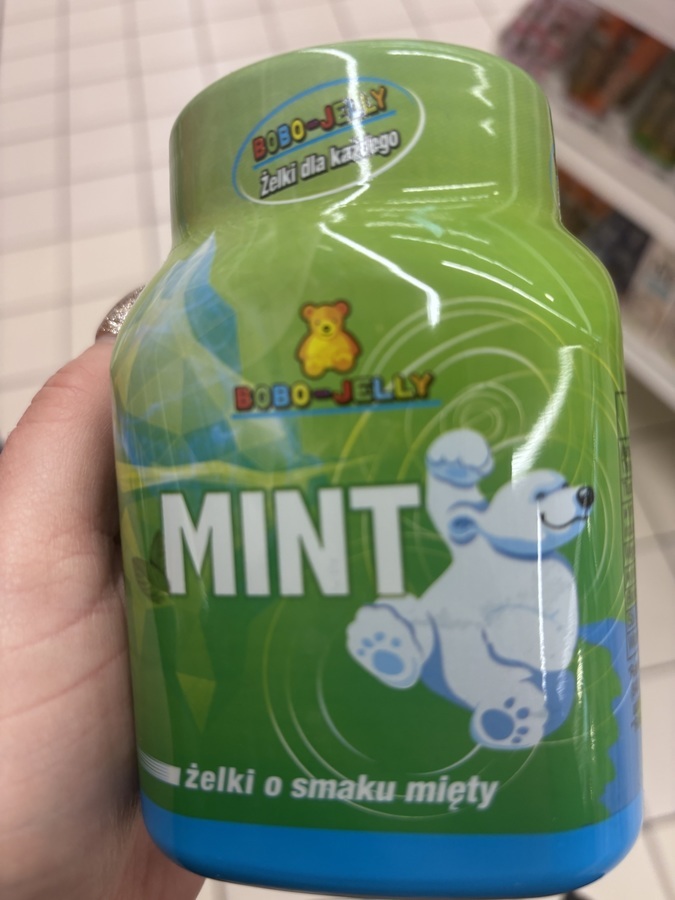 BOBO-JELLY
Żelki dla każdego
BOBO-JELLY
MINT
żelki o smaku mięty